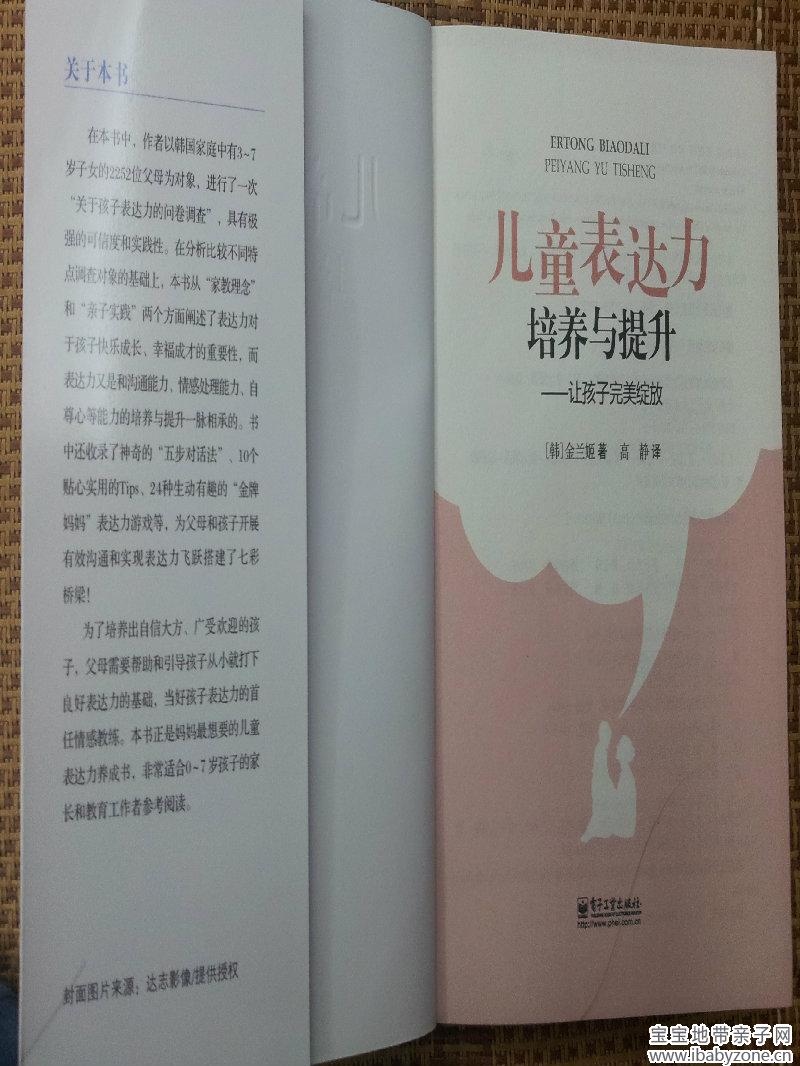 关于本书
在本书中，作者以韩国家庭中有3~7
岁子女的2252位父母为对象，进行了一次
“关于孩子表达力的问卷调查”，具有极
强的可信度和实践性。在分析比较不同特
点调查对象的基础上，本书从“家教理念”
和“亲子实践”两个方面阐述了表达力对
于孩子快乐成长、幸福成才的重要性，而
表达力又是和沟通能力、情感处理能力、自
尊心等能力的培养与提升一脉相承的。书
中还收录了神奇的“五步对话法”、10个
贴心实用的Tips、24种生动有趣的“金牌
妈妈”表达力游戏等，为父母和孩子开展
有效沟通和实现表达力飞跃搭建了七彩
桥梁！
为了培养出自信大方、广受欢迎的孩
子，父母需要帮助和引导孩子从小就打下
良好表达力的基础，当好孩子表达力的首
任情感教练。本书正是妈妈最想要的儿童
表达力养成书，非常适合0~7岁孩子的家
长和教育工作者参考阅读。
封面图片来源：达志影像/提供授权
ERTONG BIAODALI
PEIYANG YU TISHENG
儿童表达力
培养与提升
——让孩子完美绽放
[韩]金兰姬 著 高 静 译
电子工业出版社
http://www.phei.com.cn
宝宝地带亲子网
www.ibabyzone.cn